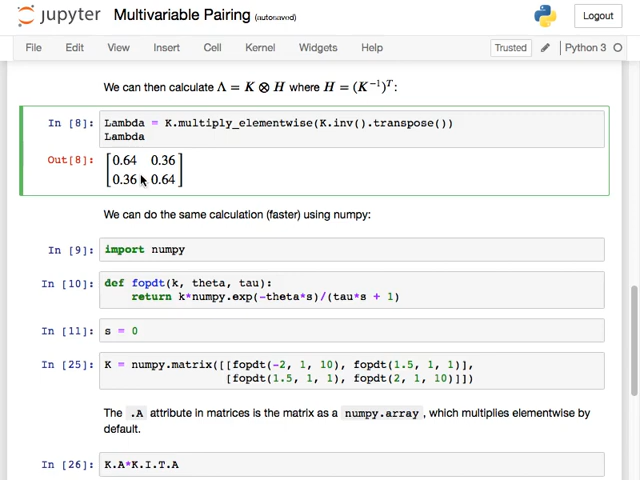 jupyter Multivariable Pairing (autosaved) Logout
File Edit View Insert Cell Kernel Widgets Help Trusted Python 3
We can then calculate Λ = K ⊗ H where H = (K⁻¹)ᵀ:
In [8]: Lambda = K.multiply_elementwise(K.inv().transpose())
Lambda
Out[8]: [0.64 0.36
0.36 0.64]
We can do the same calculation (faster) using numpy:
In [9]: import numpy
In [10]: def fopdt(k, theta, tau):
return k*numpy.exp(-theta*s)/(tau*s + 1)
In [11]: s = 0
In [25]: K = numpy.matrix([[fopdt(-2, 1, 10), fopdt(1.5, 1, 1)],
[fopdt(1.5, 1, 1), fopdt(2, 1, 10)]])
The .A attribute in matrices is the matrix as a numpy.array, which multiplies elementwise by
default.
In [26]: K.A*K.I.T.A